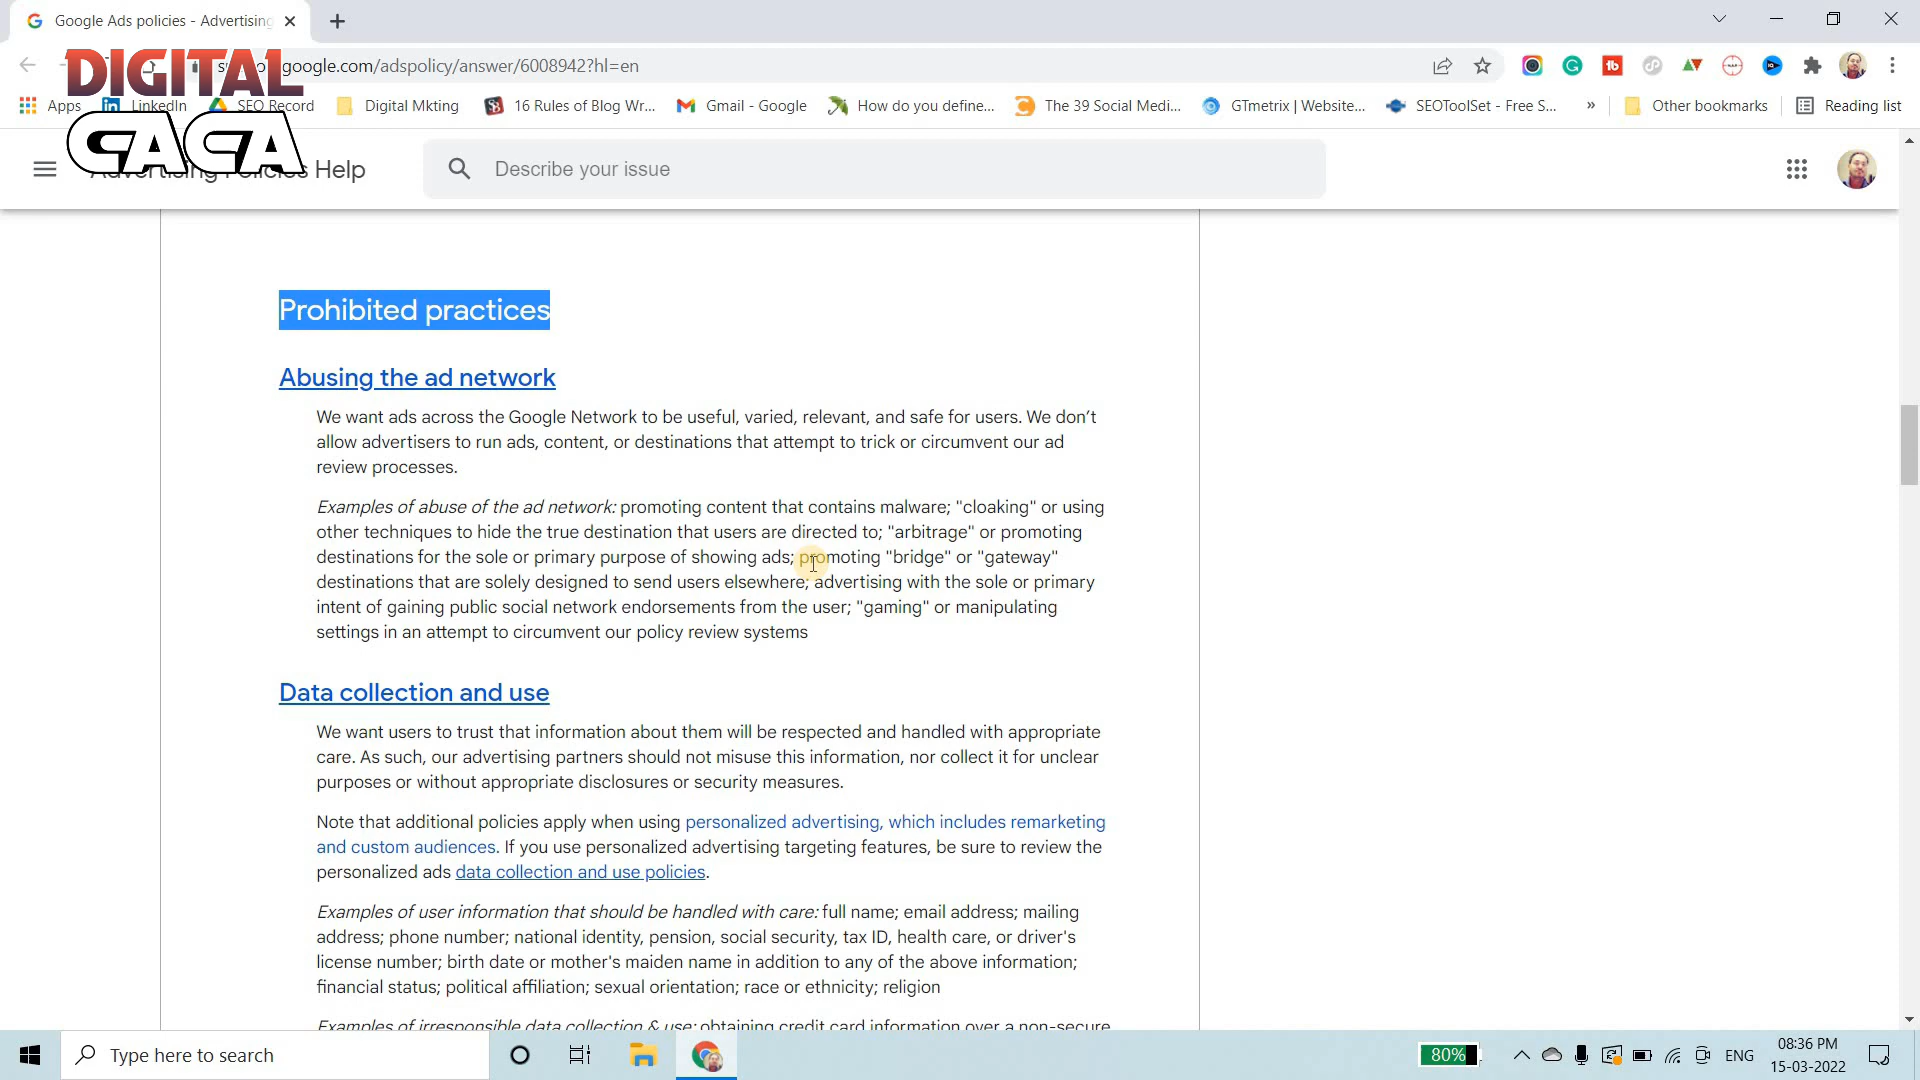 Google Ads policies - Advertising
DIGITAL
CACA
google.com/adspolicy/answer/6008942?hl=en
Apps
LinkedIn
SEO Record
Digital Mkting
16 Rules of Blog Wr...
Gmail - Google
How do you define...
The 39 Social Medi...
GTmetrix | Website...
SEOToolSet - Free S...
»
Other bookmarks
Reading list
Advertising Policies Help
Describe your issue
Prohibited practices
Abusing the ad network
We want ads across the Google Network to be useful, varied, relevant, and safe for users. We don’t
allow advertisers to run ads, content, or destinations that attempt to trick or circumvent our ad
review processes.
Examples of abuse of the ad network: promoting content that contains malware; "cloaking" or using
other techniques to hide the true destination that users are directed to; "arbitrage" or promoting
destinations for the sole or primary purpose of showing ads; promoting "bridge" or "gateway"
destinations that are solely designed to send users elsewhere; advertising with the sole or primary
intent of gaining public social network endorsements from the user; "gaming" or manipulating
settings in an attempt to circumvent our policy review systems
Data collection and use
We want users to trust that information about them will be respected and handled with appropriate
care. As such, our advertising partners should not misuse this information, nor collect it for unclear
purposes or without appropriate disclosures or security measures.
Note that additional policies apply when using personalized advertising, which includes remarketing
and custom audiences. If you use personalized advertising targeting features, be sure to review the
personalized ads data collection and use policies.
Examples of user information that should be handled with care: full name; email address; mailing
address; phone number; national identity, pension, social security, tax ID, health care, or driver's
license number; birth date or mother's maiden name in addition to any of the above information;
financial status; political affiliation; sexual orientation; race or ethnicity; religion
Examples of irresponsible data collection & use: obtaining credit card information over a non-secure
Type here to search
80%
ENG
08:36 PM
15-03-2022